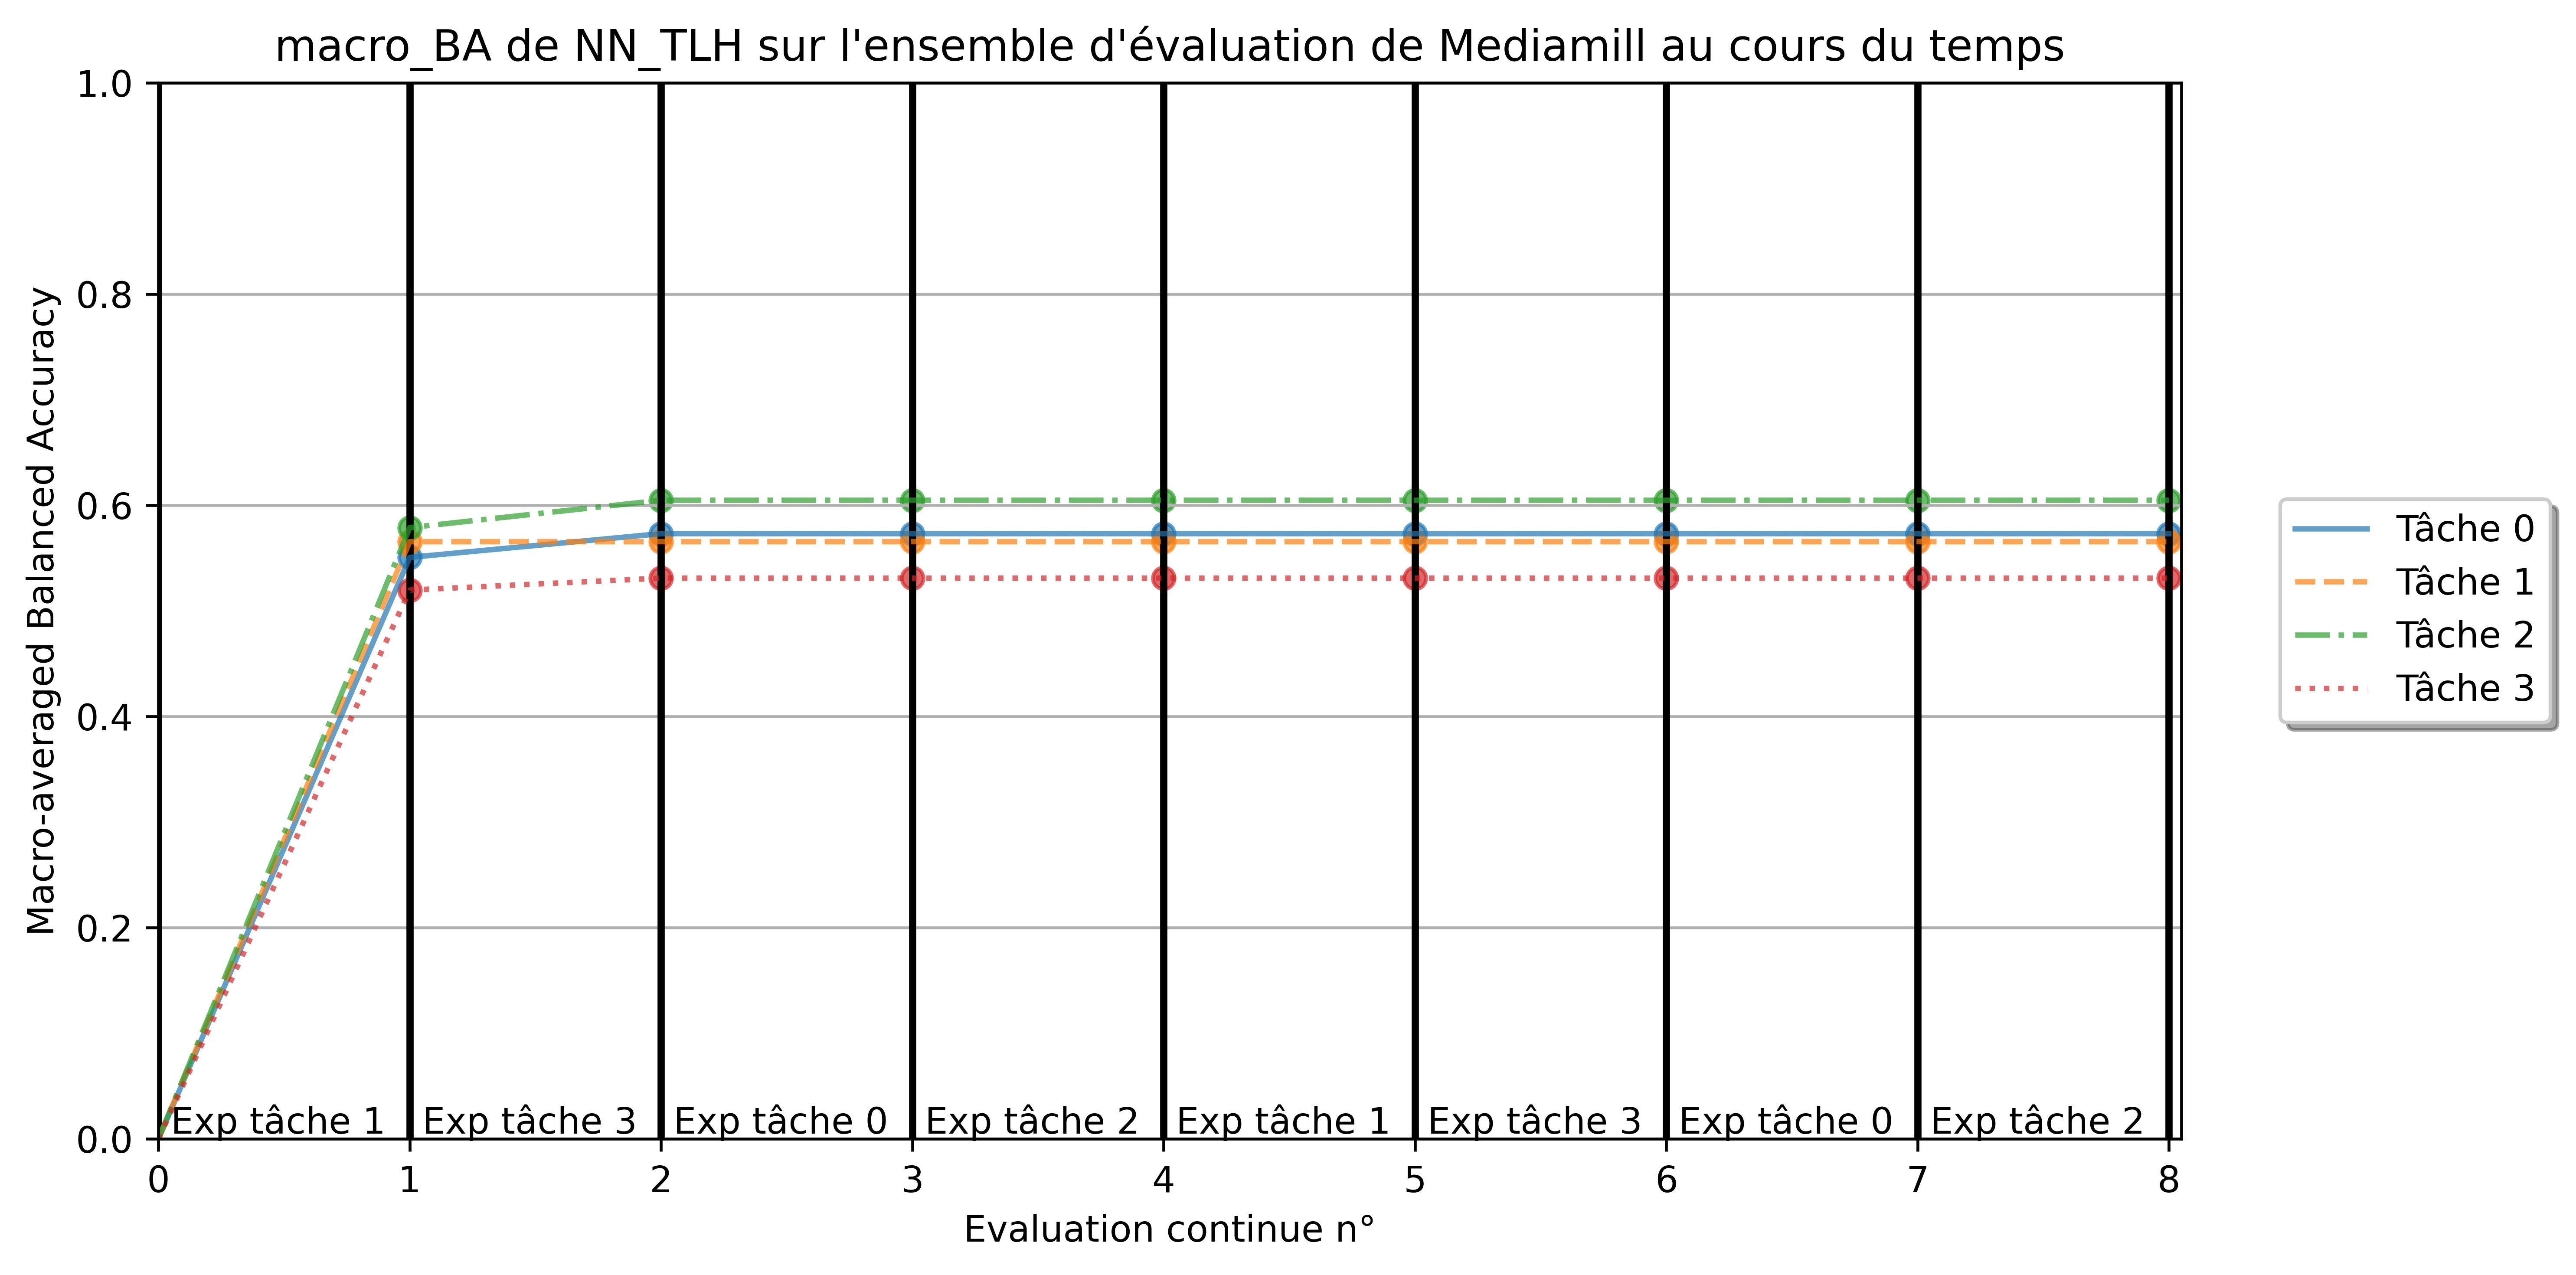 macro_BA de NN_TLH sur l'ensemble d'évaluation de Mediamill au cours du temps
Macro-averaged Balanced Accuracy
1.0
0.8
0.6
0.4
0.2
0.0
Exp tâche 1
Exp tâche 3
Exp tâche 0
Exp tâche 2
Exp tâche 1
Exp tâche 3
Exp tâche 0
Exp tâche 2
0 1 2 3 4 5 6 7 8
Evaluation continue n°
Tâche 0
Tâche 1
Tâche 2
Tâche 3